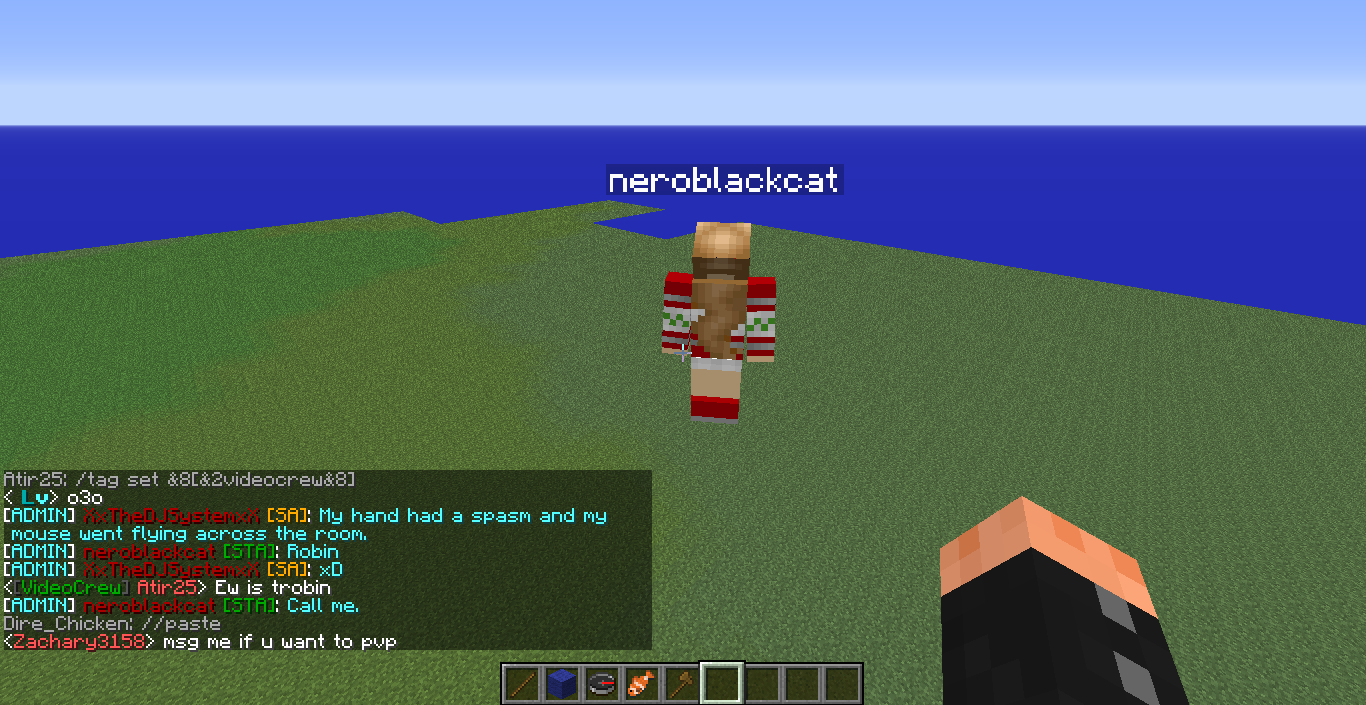 neroblackcat
Atir25: /tag set &8[&2videocrew&8]
< Lv> o3o
[ADMIN] XxTheDJSystemxX [SA]: My hand had a spasm and my
mouse went flying across the room.
[ADMIN] neroblackcat [STA]: Robin
[ADMIN] XxTheDJSystemxX [SA]: xD
<[VideoCrew] Atir25> Ew is trobin
[ADMIN] neroblackcat [STA]: Call me.
Dire_Chicken: //paste
<Zachary3158> msg me if u want to pvp